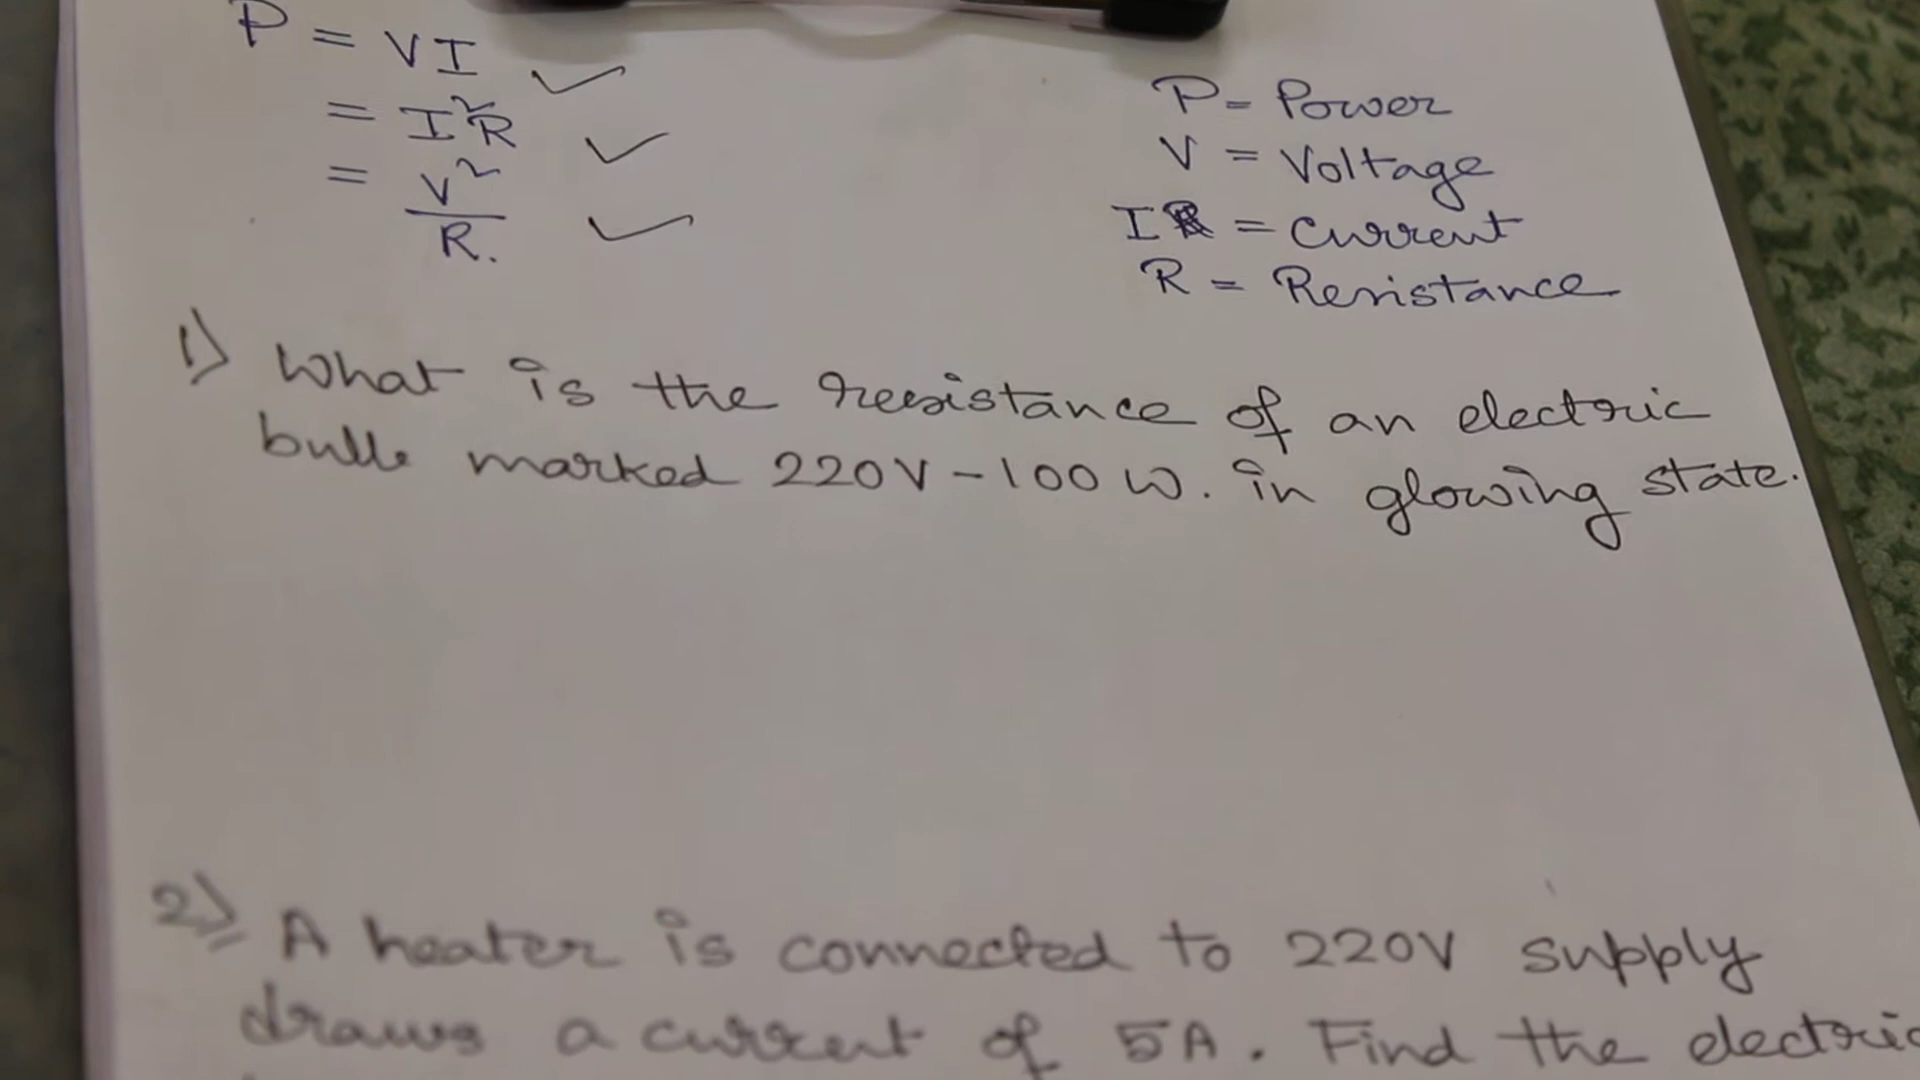 P = VI
= I²R
= V²/R.
P = Power
V = Voltage
I = Current
R = Resistance
1) What is the resistance of an electric
bulb marked 220V - 100 W. in glowing state.
2) A heater is connected to 220V supply
draws a current of 5A. Find the electric